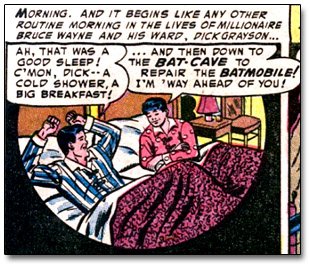 MORNING. AND IT BEGINS LIKE ANY OTHER
ROUTINE MORNING IN THE LIVES OF MILLIONAIRE
BRUCE WAYNE AND HIS WARD, DICK GRAYSON...
AH, THAT WAS A
GOOD SLEEP!
C'MON, DICK--A
COLD SHOWER, A
BIG BREAKFAST!
... AND THEN DOWN TO
THE BAT-CAVE TO
REPAIR THE BATMOBILE!
I'M 'WAY AHEAD OF YOU!